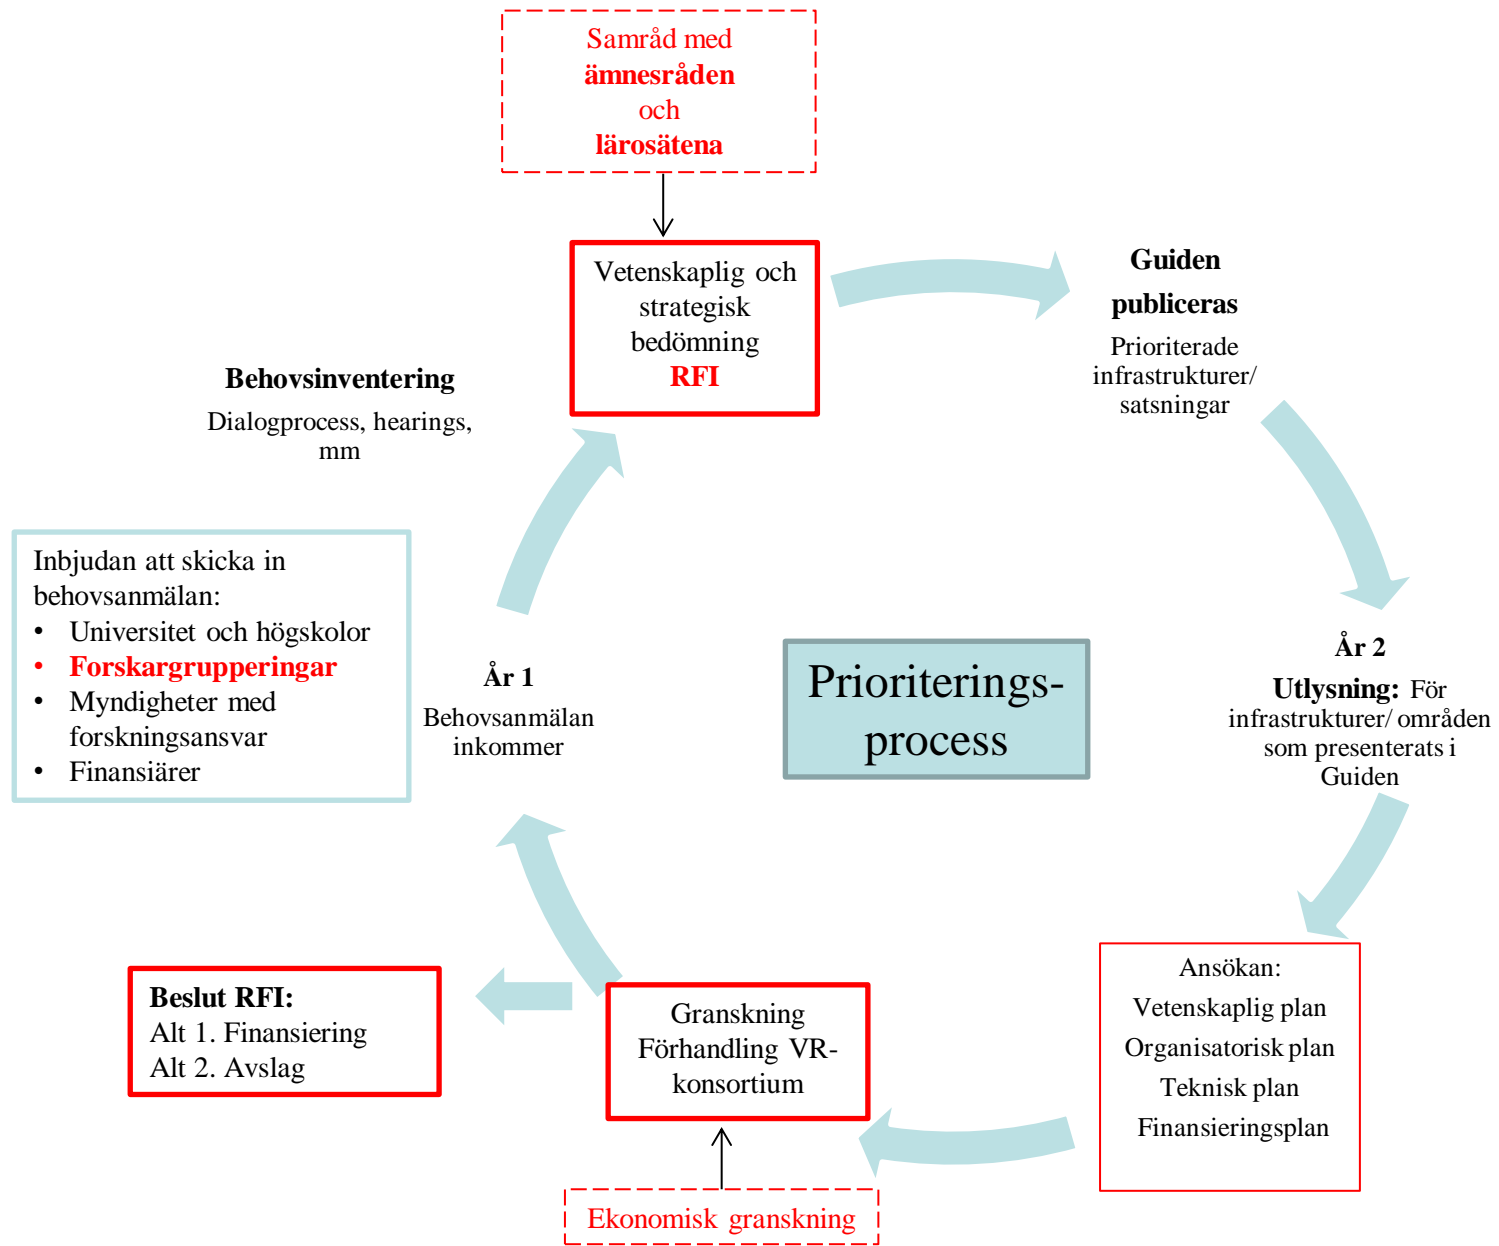 Samråd med
ämnesråden
och
lärosätena
Vetenskaplig och
strategisk
bedömning
RFI
Guiden
publiceras
Prioriterade
infrastrukturer/
satsningar
Behovsinventering
Dialogprocess, hearings,
mm
Inbjudan att skicka in
behovsanmälan:
• Universitet och högskolor
• Forskargrupperingar
• Myndigheter med
forskningsansvar
• Finansiärer
År 1
Behovsanmälan
inkommer
Prioriterings-
process
År 2
Utlysning: För
infrastrukturer/ områden
som presenterats i
Guiden
Ansökan:
Vetenskaplig plan
Organisatorisk plan
Teknisk plan
Finansieringsplan
Granskning
Förhandling VR-
konsortium
Beslut RFI:
Alt 1. Finansiering
Alt 2. Avslag
Ekonomisk granskning